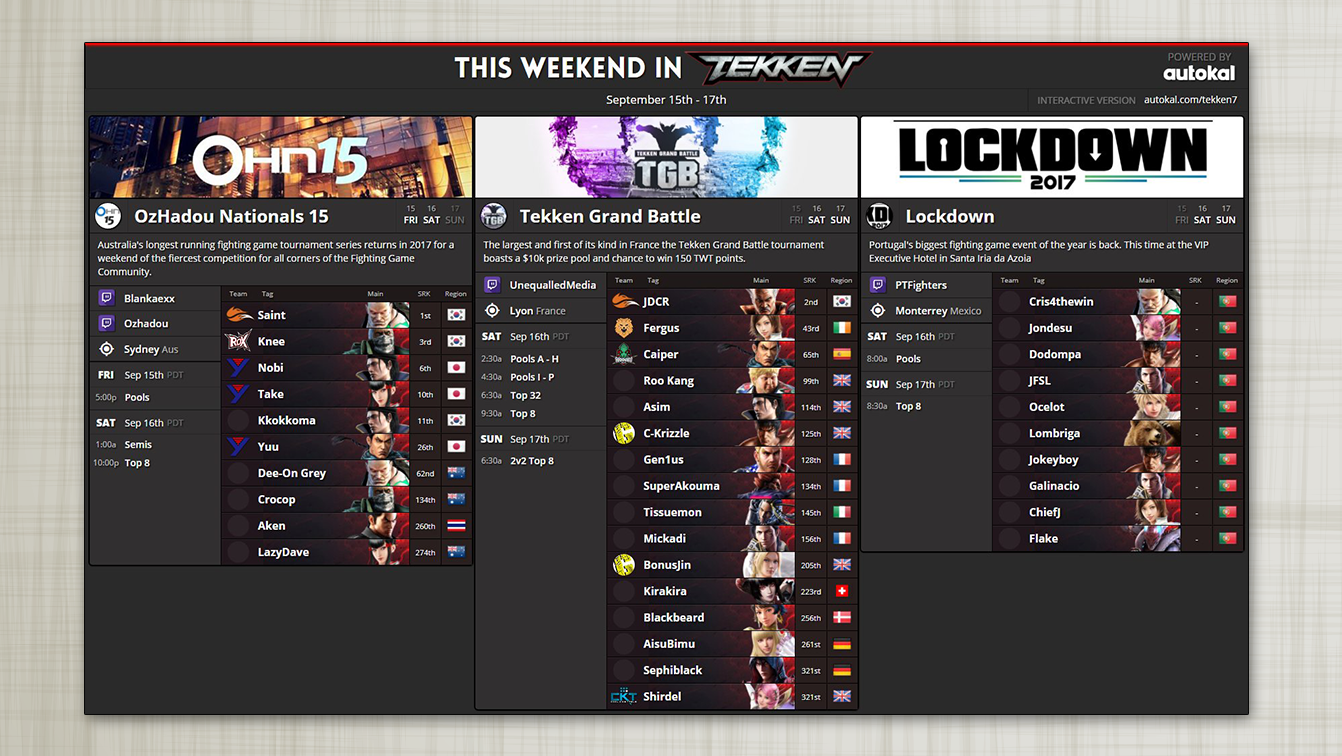 THIS WEEKEND IN TEKKEN
POWERED BY
autokal
September 15th - 17th
INTERACTIVE VERSION autokal.com/tekken7
OHN15
OHN 15
OzHadou Nationals 15
15 16 17
FRI SAT SUN
Australia's longest running fighting game tournament series returns in 2017 for a
weekend of the fiercest competition for all corners of the Fighting Game
Community.
Blankaexx
Ozhadou
Sydney Aus
FRI Sep 15th PDT
5:00p Pools
SAT Sep 16th PDT
1:00a Semis
10:00p Top 8
Team Tag Main SRK Region
Saint 1st
ROX Knee 3rd
Nobi 6th
Take 10th
Kkokkoma 11th
Yuu 26th
Dee-On Grey 62nd
Crocop 134th
Aken 260th
LazyDave 274th
TEKKEN GRAND BATTLE
TGB
TGB
Tekken Grand Battle
15 16 17
FRI SAT SUN
The largest and first of its kind in France the Tekken Grand Battle tournament
boasts a $10k prize pool and chance to win 150 TWT points.
UnequalledMedia
Lyon France
SAT Sep 16th PDT
2:30a Pools A - H
4:30a Pools I - P
6:30a Top 32
9:30a Top 8
SUN Sep 17th PDT
6:30a 2v2 Top 8
Team Tag Main SRK Region
JDCR 2nd
Fergus 43rd
Caiper 65th
Roo Kang 99th
Asim 114th
C-Krizzle 125th
Gen1us 128th
SuperAkouma 134th
Tissuemon 145th
Mickadi 156th
BonusJin 205th
Kirakira 223rd
Blackbeard 256th
AisuBimu 261st
Sephiblack 321st
CKT Shirdel 321st
LOCKDOWN
2017
Lockdown
15 16 17
FRI SAT SUN
Portugal's biggest fighting game event of the year is back. This time at the VIP
Executive Hotel in Santa Iria da Azoia
PTFighters
Monterrey Mexico
SAT Sep 16th PDT
8:00a Pools
SUN Sep 17th PDT
8:30a Top 8
Team Tag Main SRK Region
Cris4thewin -
Jondesu -
Dodompa -
JFSL -
Ocelot -
Lombriga -
Jokeyboy -
Galinacio -
ChiefJ -
Flake -